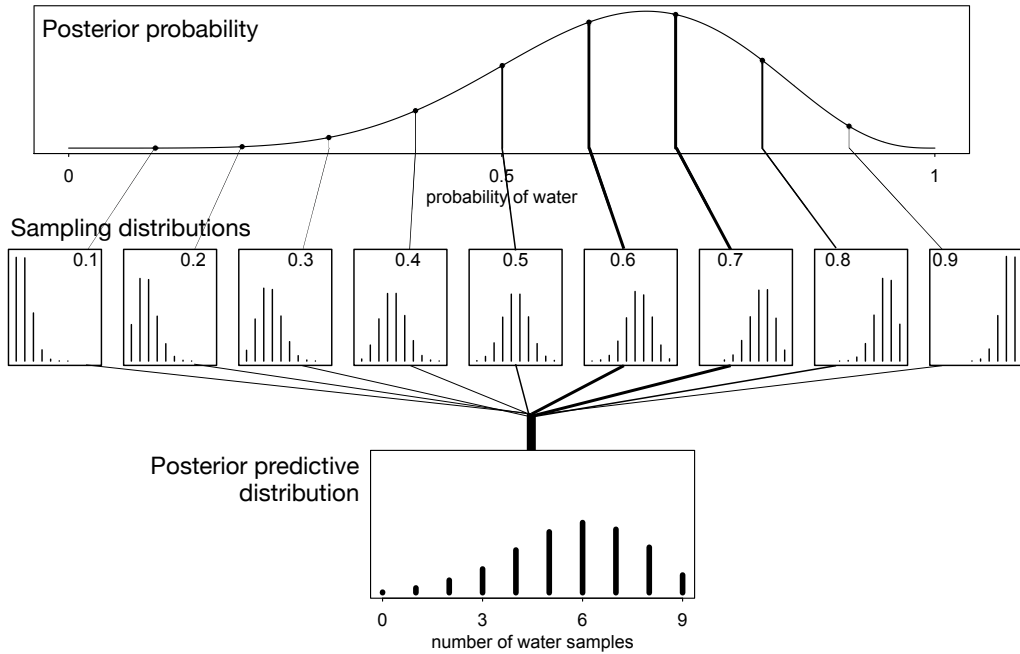 Posterior probability
0 0.5 1
probability of water
Sampling distributions
0.1 0.2 0.3 0.4 0.5 0.6 0.7 0.8 0.9
Posterior predictive
distribution
0 3 6 9
number of water samples